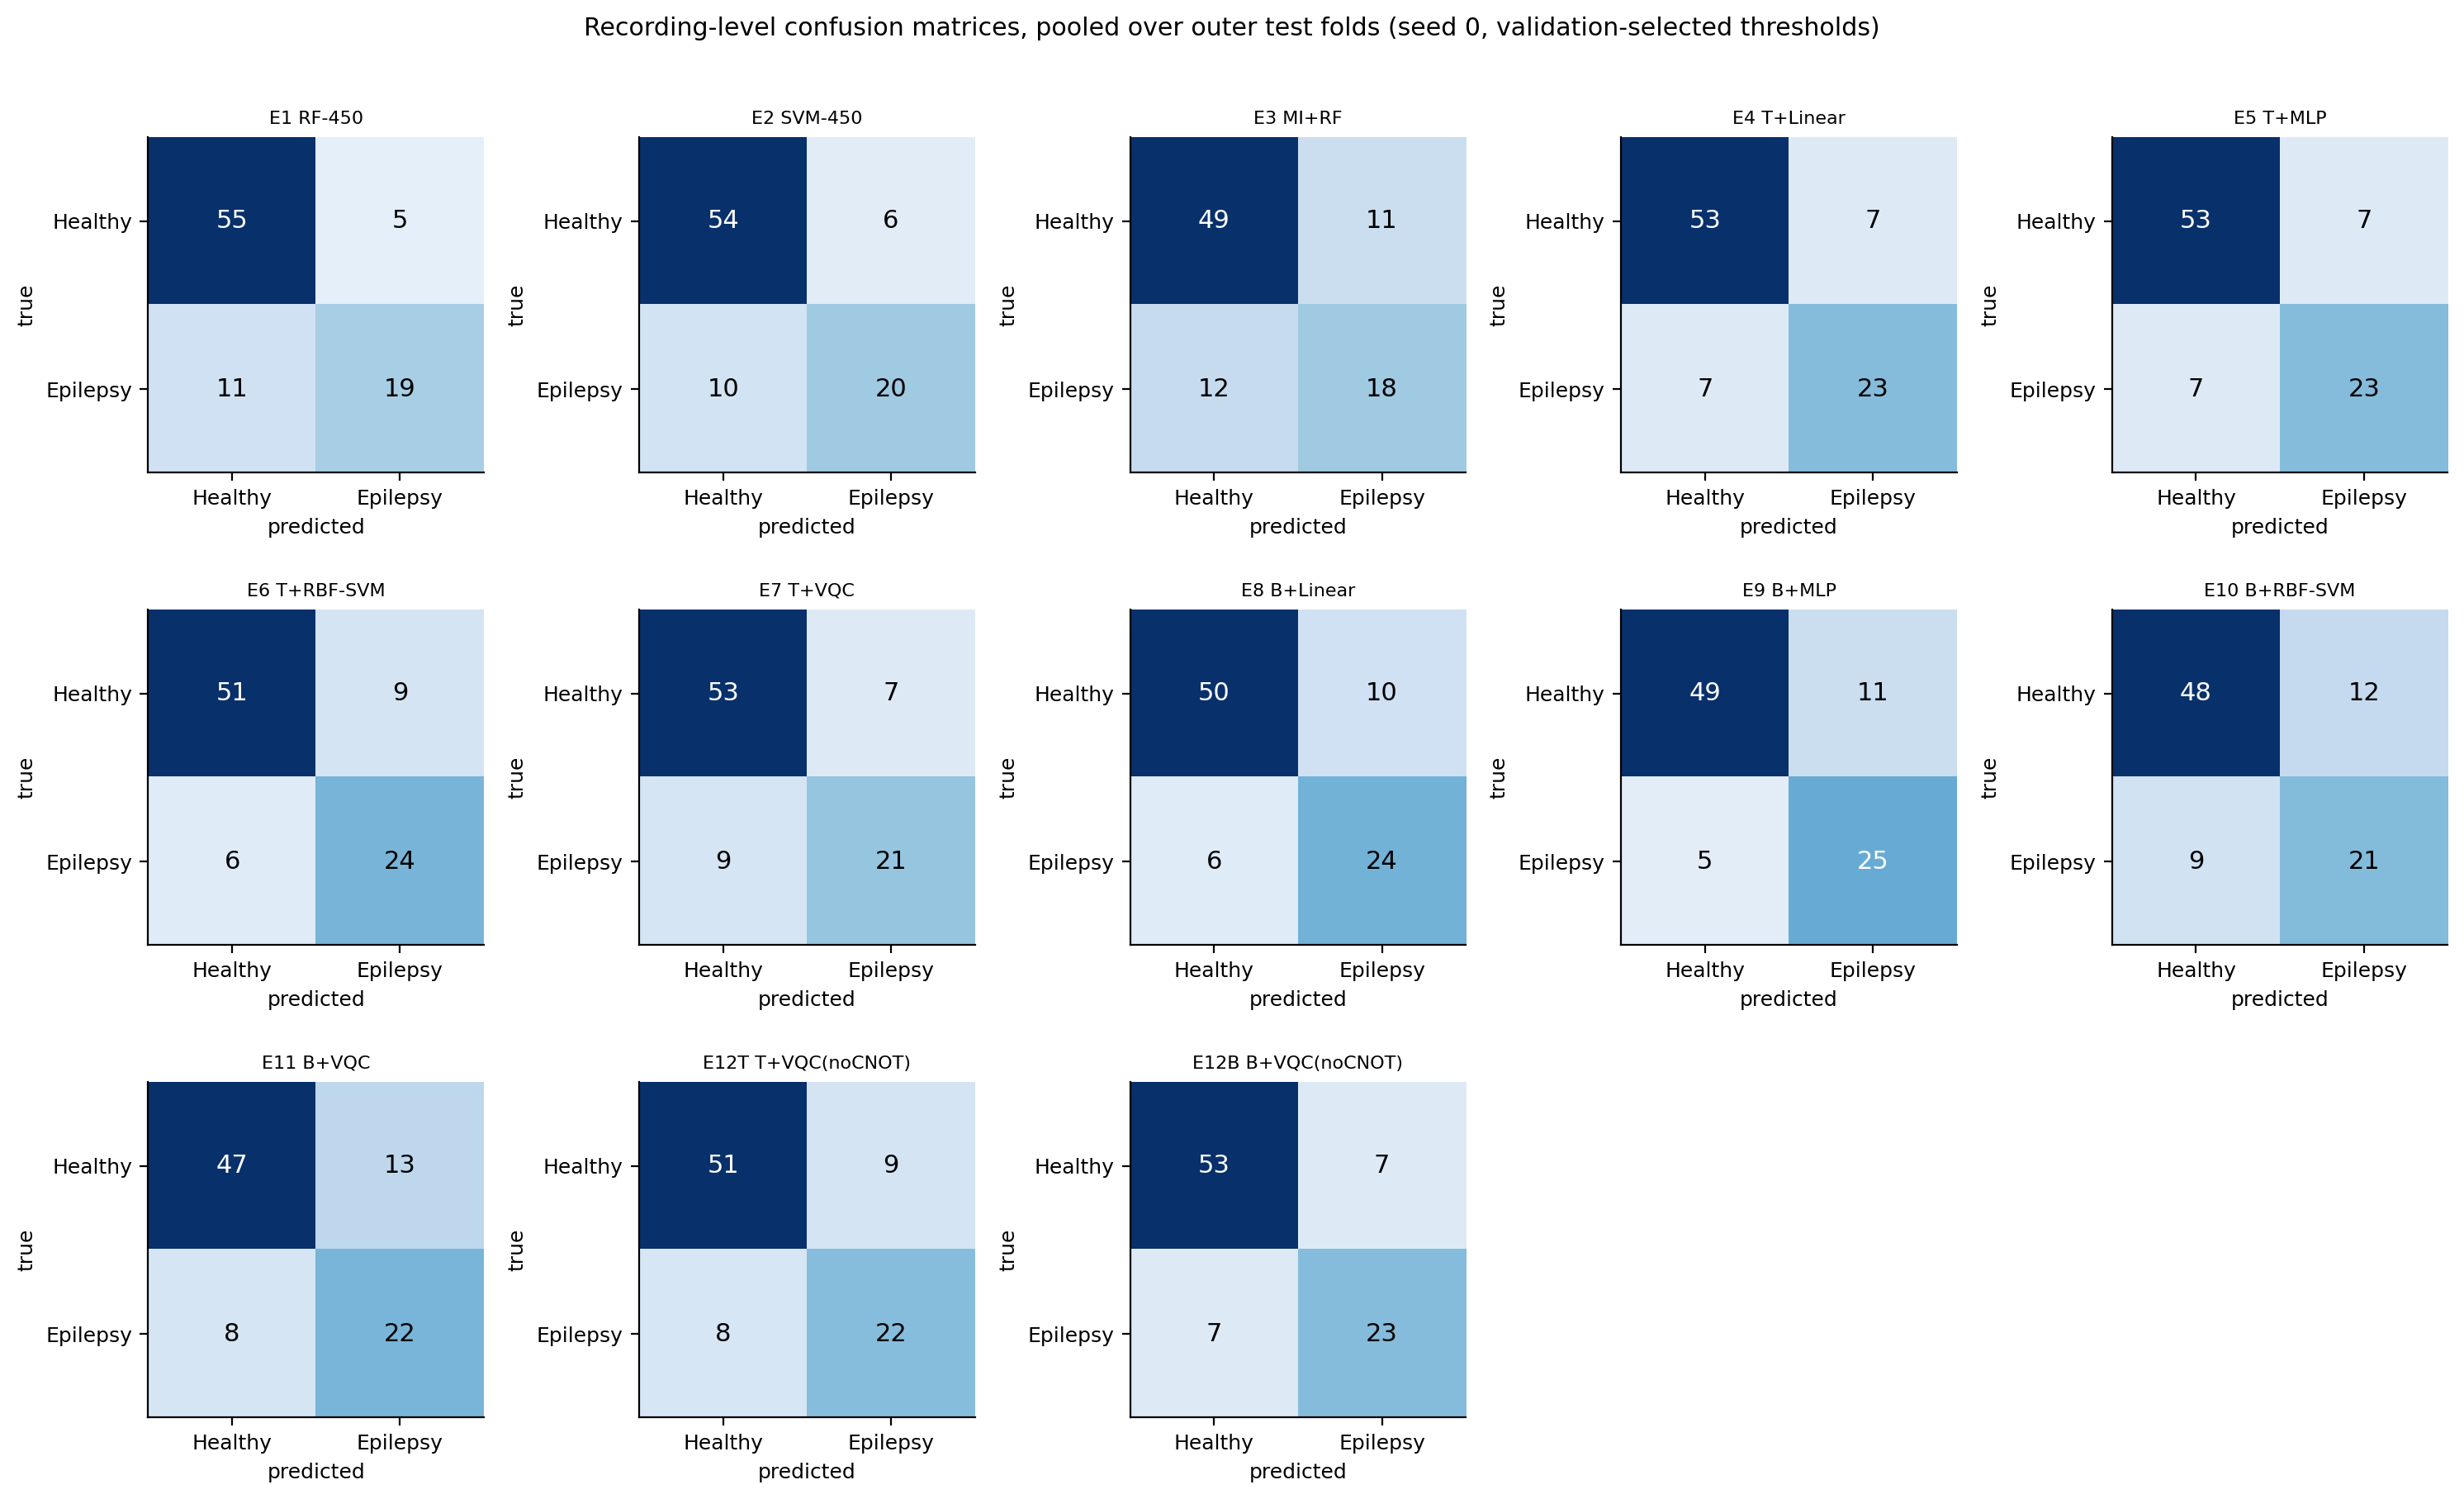 Recording-level confusion matrices, pooled over outer test folds (seed 0, validation-selected thresholds)
E1 RF-450
Healthy
55
5
true
Epilepsy
11
19
Healthy
Epilepsy
predicted
E2 SVM-450
Healthy
54
6
true
Epilepsy
10
20
Healthy
Epilepsy
predicted
E3 MI+RF
Healthy
49
11
true
Epilepsy
12
18
Healthy
Epilepsy
predicted
E4 T+Linear
Healthy
53
7
true
Epilepsy
7
23
Healthy
Epilepsy
predicted
E5 T+MLP
Healthy
53
7
true
Epilepsy
7
23
Healthy
Epilepsy
predicted
E6 T+RBF-SVM
Healthy
51
9
true
Epilepsy
6
24
Healthy
Epilepsy
predicted
E7 T+VQC
Healthy
53
7
true
Epilepsy
9
21
Healthy
Epilepsy
predicted
E8 B+Linear
Healthy
50
10
true
Epilepsy
6
24
Healthy
Epilepsy
predicted
E9 B+MLP
Healthy
49
11
true
Epilepsy
5
25
Healthy
Epilepsy
predicted
E10 B+RBF-SVM
Healthy
48
12
true
Epilepsy
9
21
Healthy
Epilepsy
predicted
E11 B+VQC
Healthy
47
13
true
Epilepsy
8
22
Healthy
Epilepsy
predicted
E12T T+VQC(noCNOT)
Healthy
51
9
true
Epilepsy
8
22
Healthy
Epilepsy
predicted
E12B B+VQC(noCNOT)
Healthy
53
7
true
Epilepsy
7
23
Healthy
Epilepsy
predicted